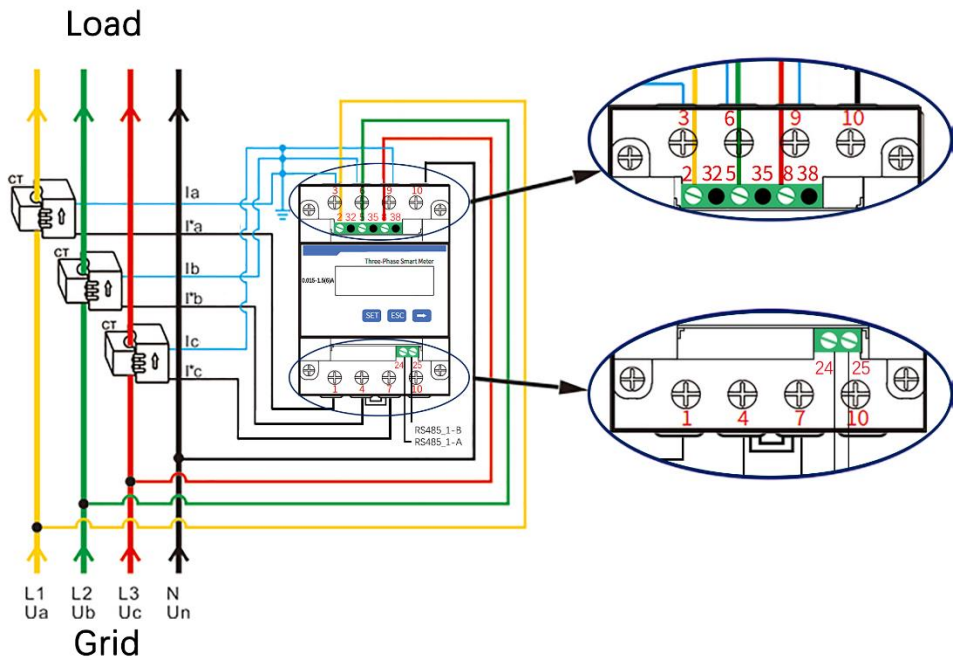 Load
CT
Ia
I*a
CT
Ib
I*b
CT
Ic
I*c
3 6 9 10
2 32 5 35 8 38
Three-Phase Smart Meter
0.015-1.5(6)A
SET ESC
24 25
1 4 7 10
RS485_1-B
RS485_1-A
3 6 9 10
2 32 5 35 8 38
24 25
1 4 7 10
L1 L2 L3 N
Ua Ub Uc Un
Grid